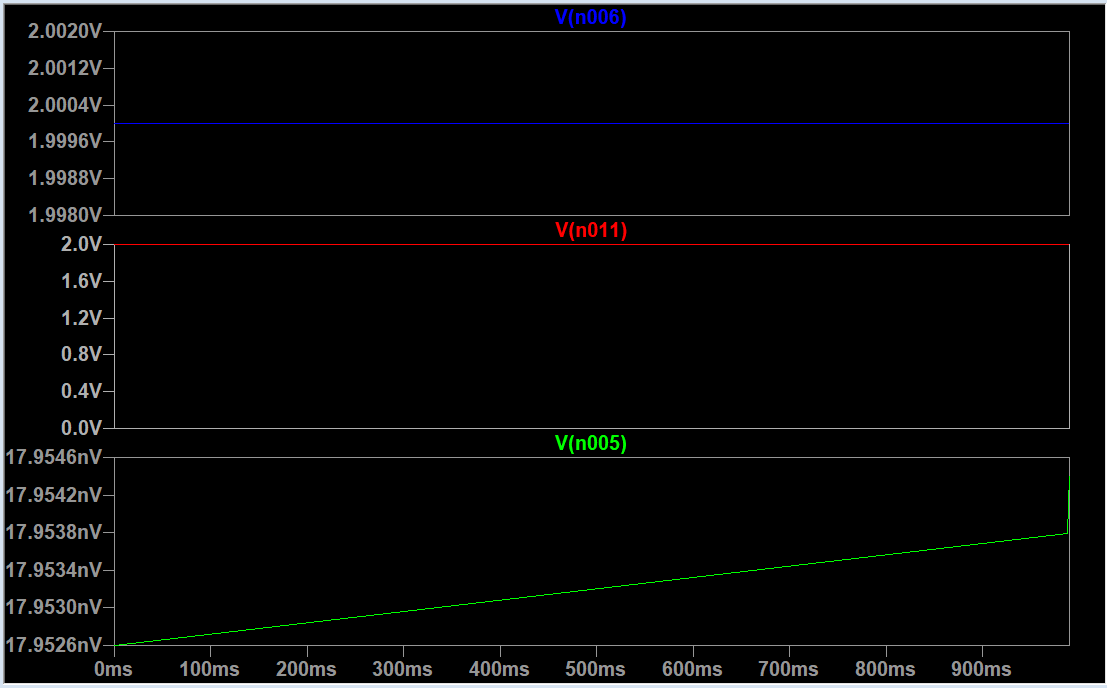 V(n006)
2.0020V
2.0012V
2.0004V
1.9996V
1.9988V
1.9980V
V(n011)
2.0V
1.6V
1.2V
0.8V
0.4V
0.0V
V(n005)
17.9546nV
17.9542nV
17.9538nV
17.9534nV
17.9530nV
17.9526nV
0ms 100ms 200ms 300ms 400ms 500ms 600ms 700ms 800ms 900ms